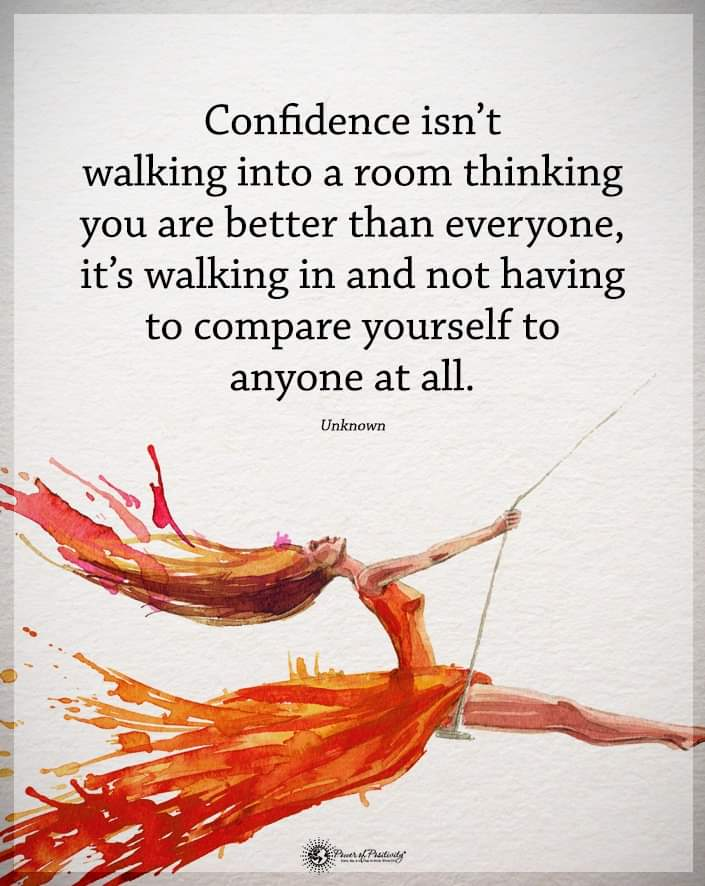 Confidence isn’t
walking into a room thinking
you are better than everyone,
it’s walking in and not having
to compare yourself to
anyone at all.
Unknown
Power of Positivity